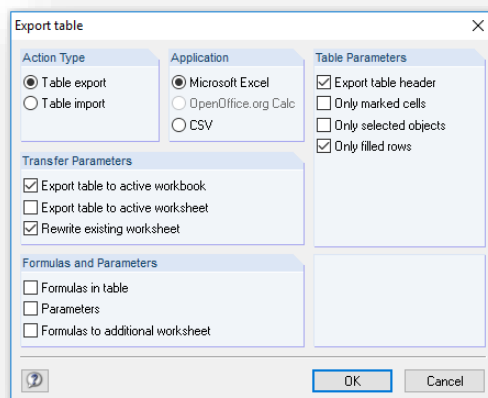 Export table
Action Type
Table export
Table import
Application
Microsoft Excel
OpenOffice.org Calc
CSV
Table Parameters
Export table header
Only marked cells
Only selected objects
Only filled rows
Transfer Parameters
Export table to active workbook
Export table to active worksheet
Rewrite existing worksheet
Formulas and Parameters
Formulas in table
Parameters
Formulas to additional worksheet
OK
Cancel